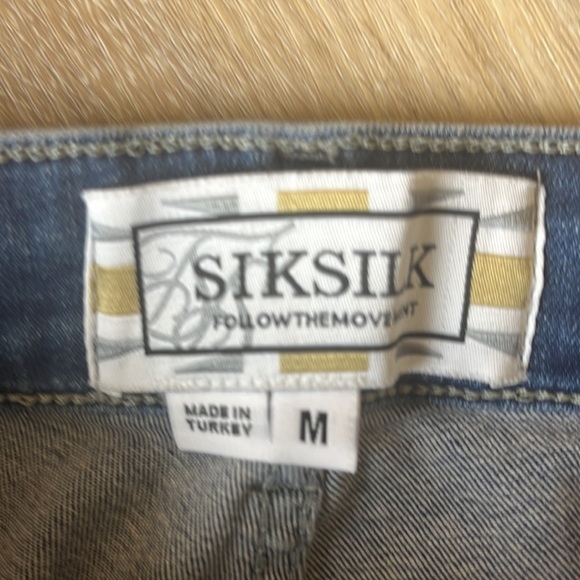 SIKSILK
FOLLOWTHEMOVEMENT
MADE IN
TURKEY
M